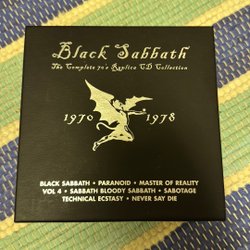 Black Sabbath
The Complete 70's Replica CD Collection
1970 1978
BLACK SABBATH • PARANOID • MASTER OF REALITY
VOL 4 • SABBATH BLOODY SABBATH • SABOTAGE
TECHNICAL ECSTASY • NEVER SAY DIE